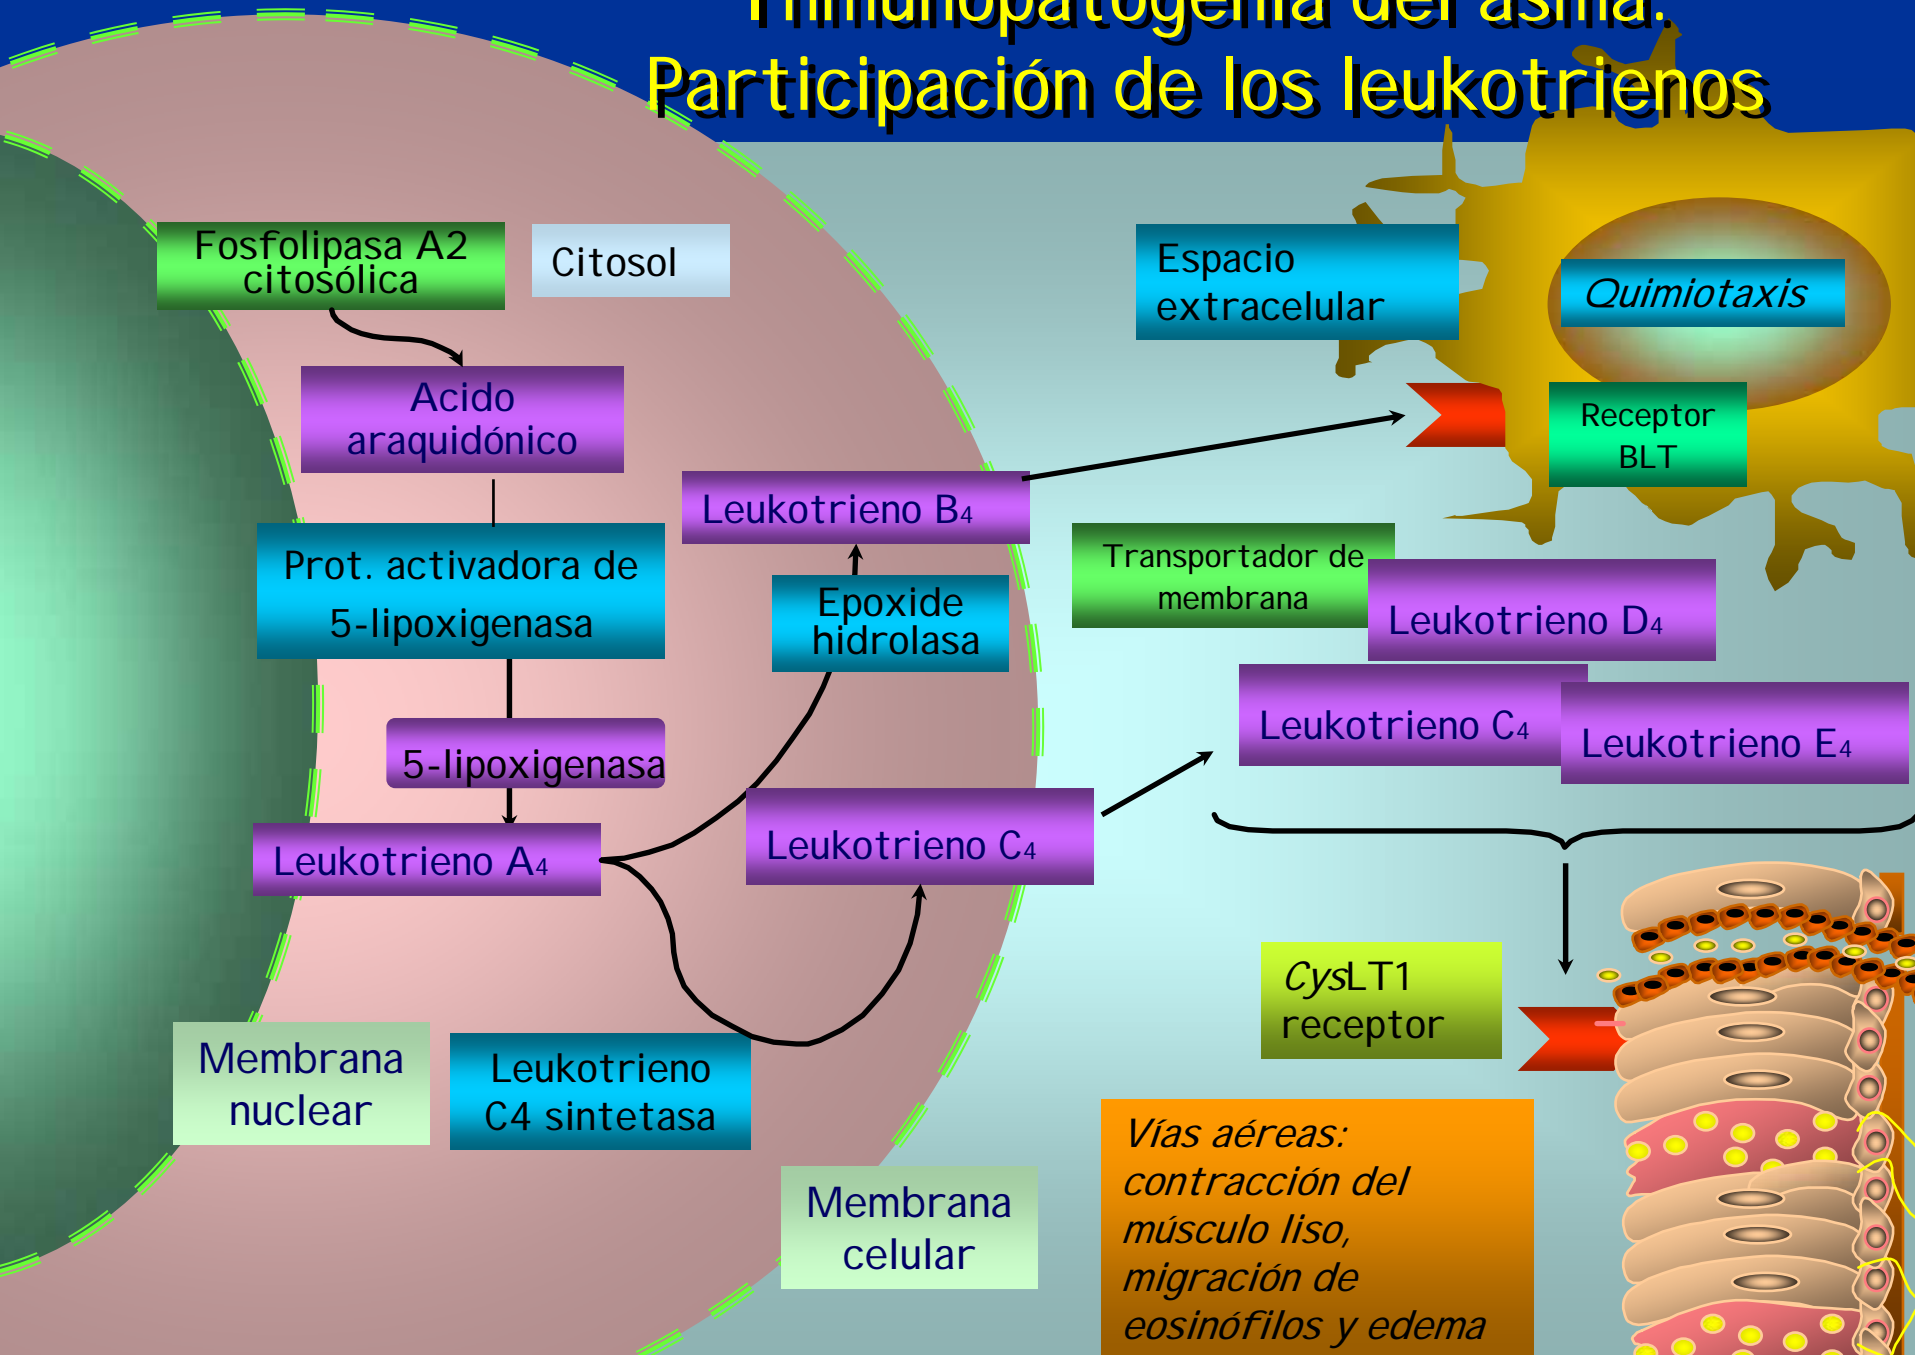 Inmunopatogenia del asma.
Participación de los leukotrienos
Fosfolipasa A2
citosólica
Citosol
Espacio
extracelular
Quimiotaxis
Acido
araquidónico
Receptor
BLT
Leukotrieno B4
Prot. activadora de
5-lipoxigenasa
Transportador de
membrana
Epoxide
hidrolasa
Leukotrieno D4
Leukotrieno C4
Leukotrieno E4
5-lipoxigenasa
Leukotrieno C4
Leukotrieno A4
CysLT1
receptor
Membrana
nuclear
Leukotrieno
C4 sintetasa
Membrana
celular
Vías aéreas:
contracción del
músculo liso,
migración de
eosinófilos y edema